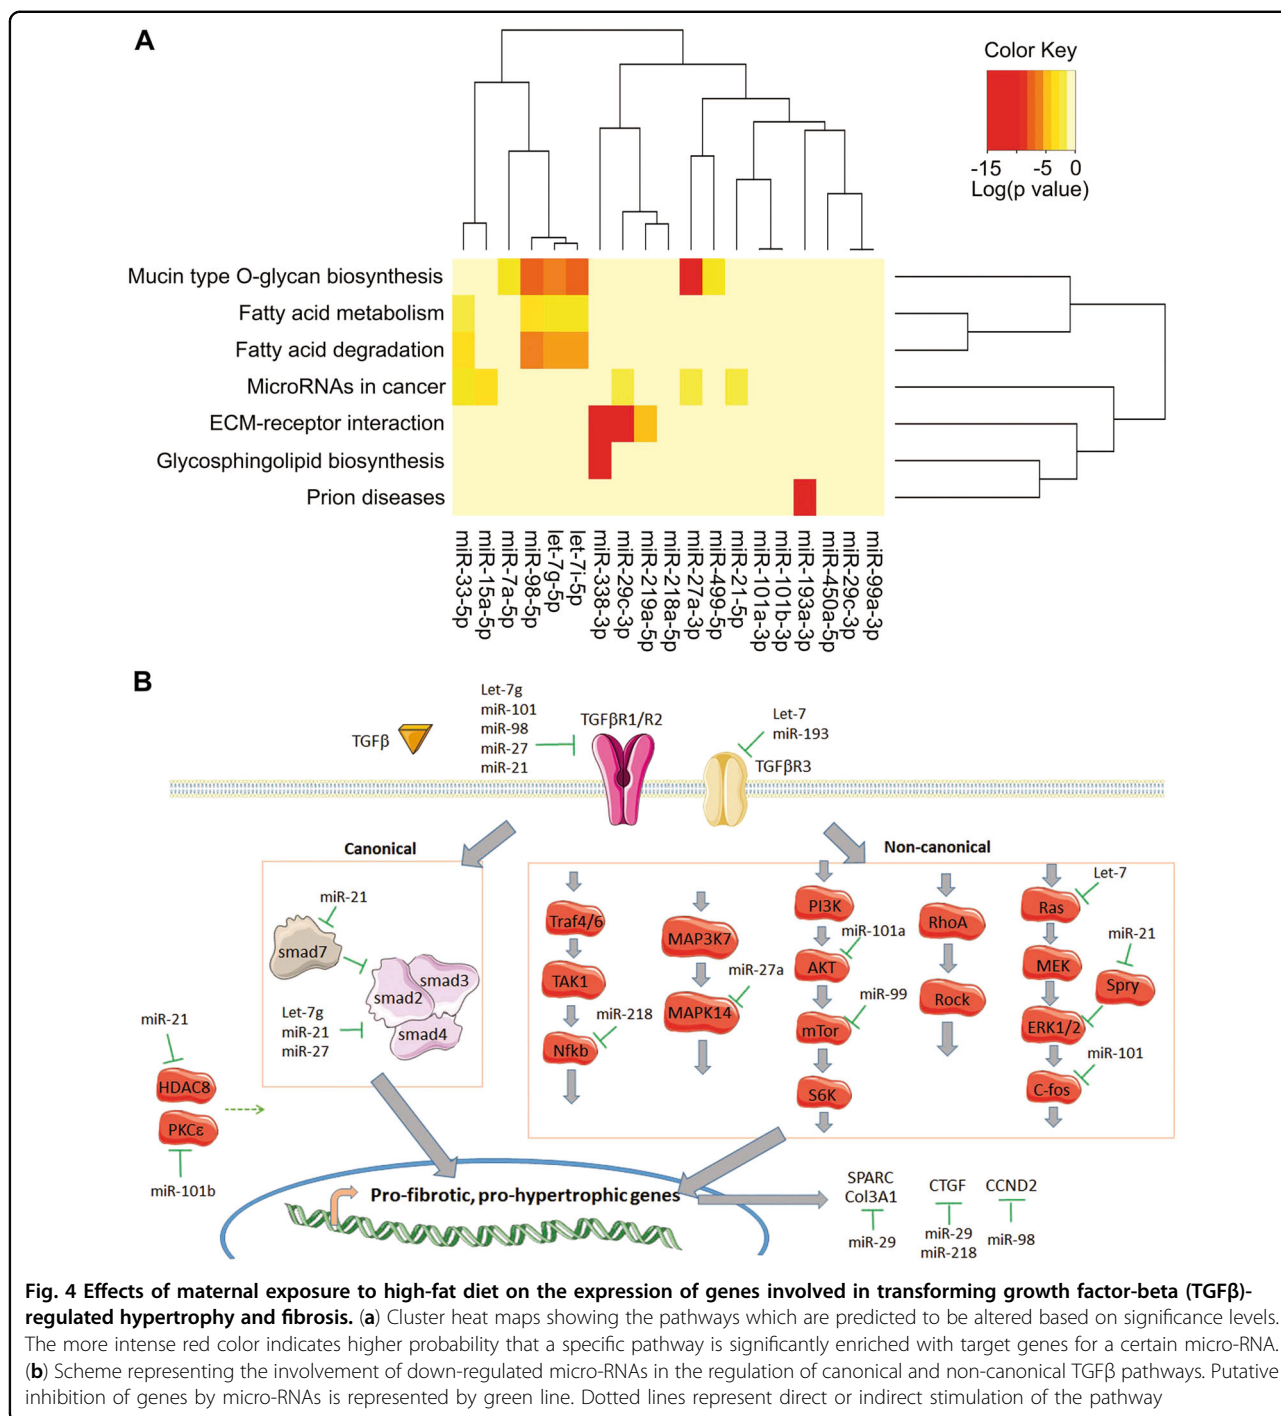 A
Color Key
-15 -5 0
Log(p value)
Mucin type O-glycan biosynthesis
Fatty acid metabolism
Fatty acid degradation
MicroRNAs in cancer
ECM-receptor interaction
Glycosphingolipid biosynthesis
Prion diseases
miR-33-5p
miR-15a-5p
miR-7a-5p
miR-98-5p
let-7g-5p
let-7i-5p
miR-338-3p
miR-29c-3p
miR-219a-5p
miR-218a-5p
miR-27a-3p
miR-499-5p
miR-21-5p
miR-101a-3p
miR-101b-3p
miR-193a-3p
miR-450a-5p
miR-29c-3p
miR-99a-3p
B
TGFβ
Let-7g
miR-101
miR-98
miR-27
miR-21
TGFβR1/R2
Let-7
miR-193
TGFβR3
Canonical
miR-21
smad7
smad3
smad2
smad4
Let-7g
miR-21
miR-27
miR-21
HDAC8
PKCε
miR-101b
Non-canonical
Traf4/6
TAK1
Nfkb
miR-218
MAP3K7
MAPK14
miR-27a
PI3K
AKT
miR-101a
mTor
miR-99
S6K
RhoA
Rock
Ras
Let-7
MEK
miR-21
Spry
ERK1/2
miR-101
C-fos
Pro-fibrotic, pro-hypertrophic genes
SPARC
Col3A1
miR-29
CTGF
miR-29
miR-218
CCND2
miR-98
Fig. 4 Effects of maternal exposure to high-fat diet on the expression of genes involved in transforming growth factor-beta (TGFβ)-
regulated hypertrophy and fibrosis. (a) Cluster heat maps showing the pathways which are predicted to be altered based on significance levels.
The more intense red color indicates higher probability that a specific pathway is significantly enriched with target genes for a certain micro-RNA.
(b) Scheme representing the involvement of down-regulated micro-RNAs in the regulation of canonical and non-canonical TGFβ pathways. Putative
inhibition of genes by micro-RNAs is represented by green line. Dotted lines represent direct or indirect stimulation of the pathway